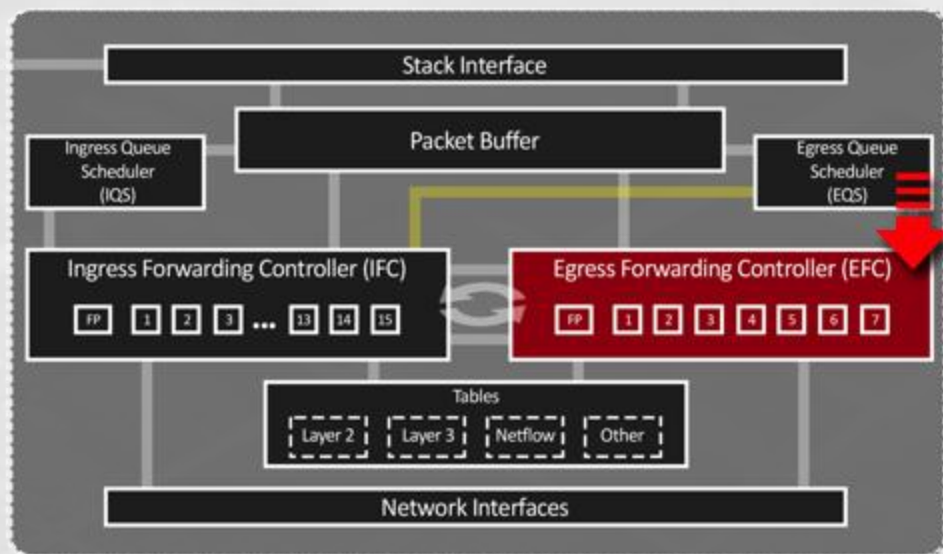 Stack Interface
Packet Buffer
Ingress Queue
Scheduler
(IQS)
Egress Queue
Scheduler
(EQS)
Ingress Forwarding Controller (IFC)
FP 1 2 3 ... 13 14 15
Egress Forwarding Controller (EFC)
FP 1 2 3 4 5 6 7
Tables
Layer 2 Layer 3 Netflow Other
Network Interfaces